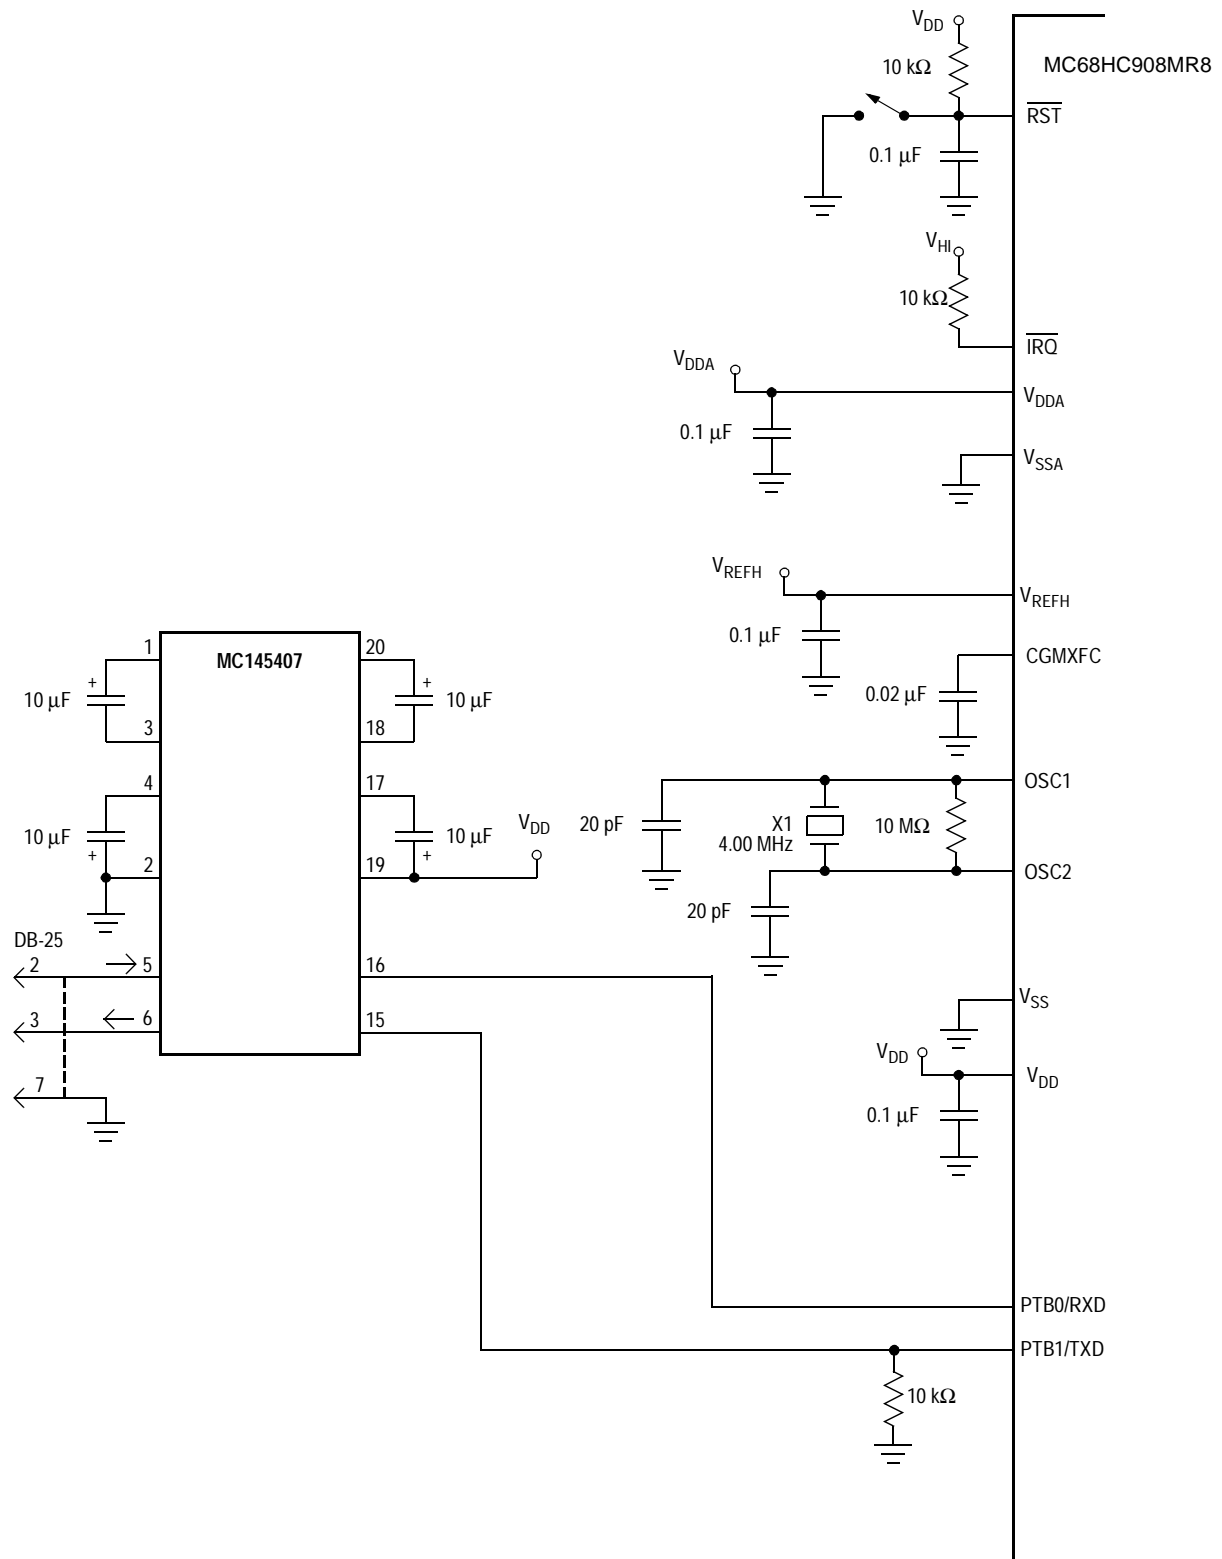 VDD
10 kΩ
MC68HC908MR8
RST
0.1 µF
VHI
10 kΩ
IRQ
VDDA
VDDA
0.1 µF
VSSA
VREFH
VREFH
0.1 µF
CGMXFC
0.02 µF
1
MC145407
20
+
10 µF
+
10 µF
3
18
4
17
10 µF
+
10 µF
+
VDD
2
19
OSC1
20 pF
X1
4.00 MHz
10 MΩ
OSC2
20 pF
DB-25
2
5
16
3
6
15
7
VSS
VDD
VDD
0.1 µF
PTB0/RXD
PTB1/TXD
10 kΩ